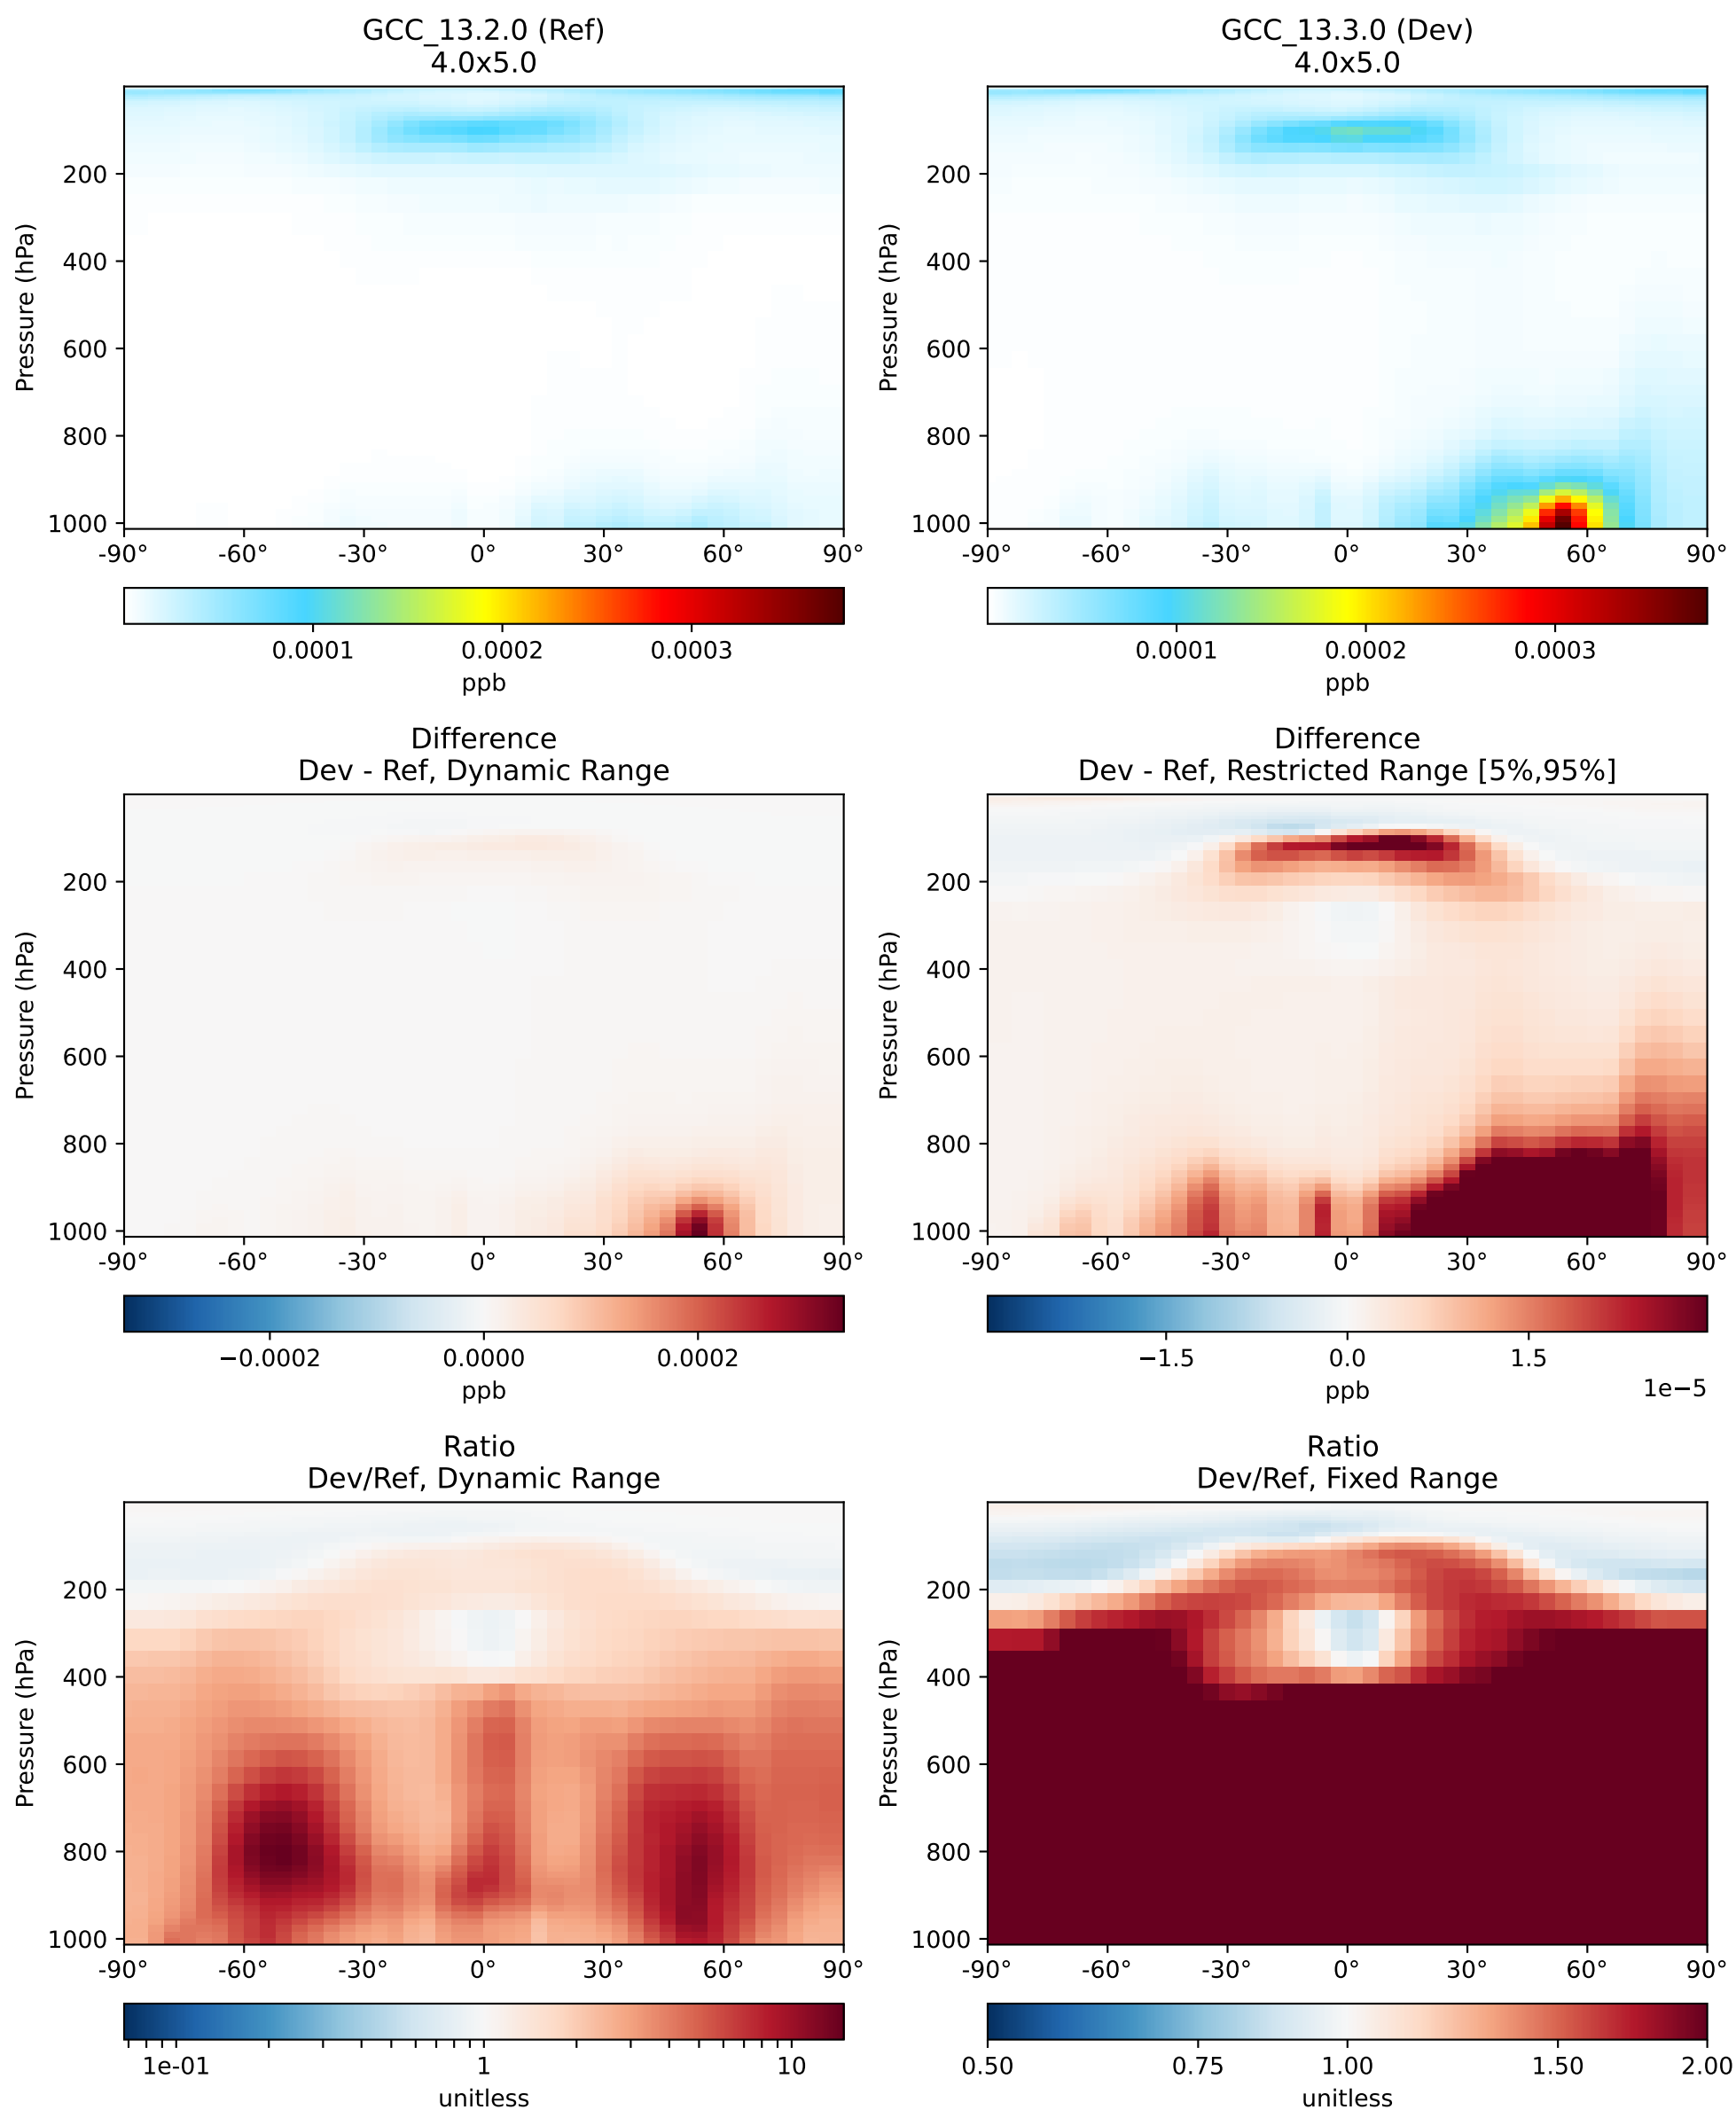 GCC_13.2.0 (Ref)
4.0x5.0
Pressure (hPa)
200
400
600
800
1000
-90° -60° -30° 0° 30° 60° 90°
0.0001 0.0002 0.0003
ppb
GCC_13.3.0 (Dev)
4.0x5.0
Pressure (hPa)
200
400
600
800
1000
-90° -60° -30° 0° 30° 60° 90°
0.0001 0.0002 0.0003
ppb
Difference
Dev - Ref, Dynamic Range
Pressure (hPa)
200
400
600
800
1000
-90° -60° -30° 0° 30° 60° 90°
−0.0002 0.0000 0.0002
ppb
Difference
Dev - Ref, Restricted Range [5%,95%]
Pressure (hPa)
200
400
600
800
1000
-90° -60° -30° 0° 30° 60° 90°
−1.5 0.0 1.5
ppb
1e−5
Ratio
Dev/Ref, Dynamic Range
Pressure (hPa)
200
400
600
800
1000
-90° -60° -30° 0° 30° 60° 90°
1e-01 1 10
unitless
Ratio
Dev/Ref, Fixed Range
Pressure (hPa)
200
400
600
800
1000
-90° -60° -30° 0° 30° 60° 90°
0.50 0.75 1.00 1.50 2.00
unitless